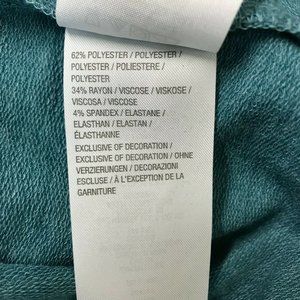 62% POLYESTER / POLYESTER /
POLYESTER / POLIESTERE /
POLYESTER
34% RAYON / VISCOSE / VISKOSE /
VISCOSA / VISCOSE
4% SPANDEX / ELASTANE /
ELASTHAN / ELASTAN /
ÉLASTHANNE
EXCLUSIVE OF DECORATION /
EXCLUSIVE OF DECORATION / OHNE
VERZIERUNGEN / DECORAZIONI
ESCLUSE / À L'EXCEPTION DE LA
GARNITURE